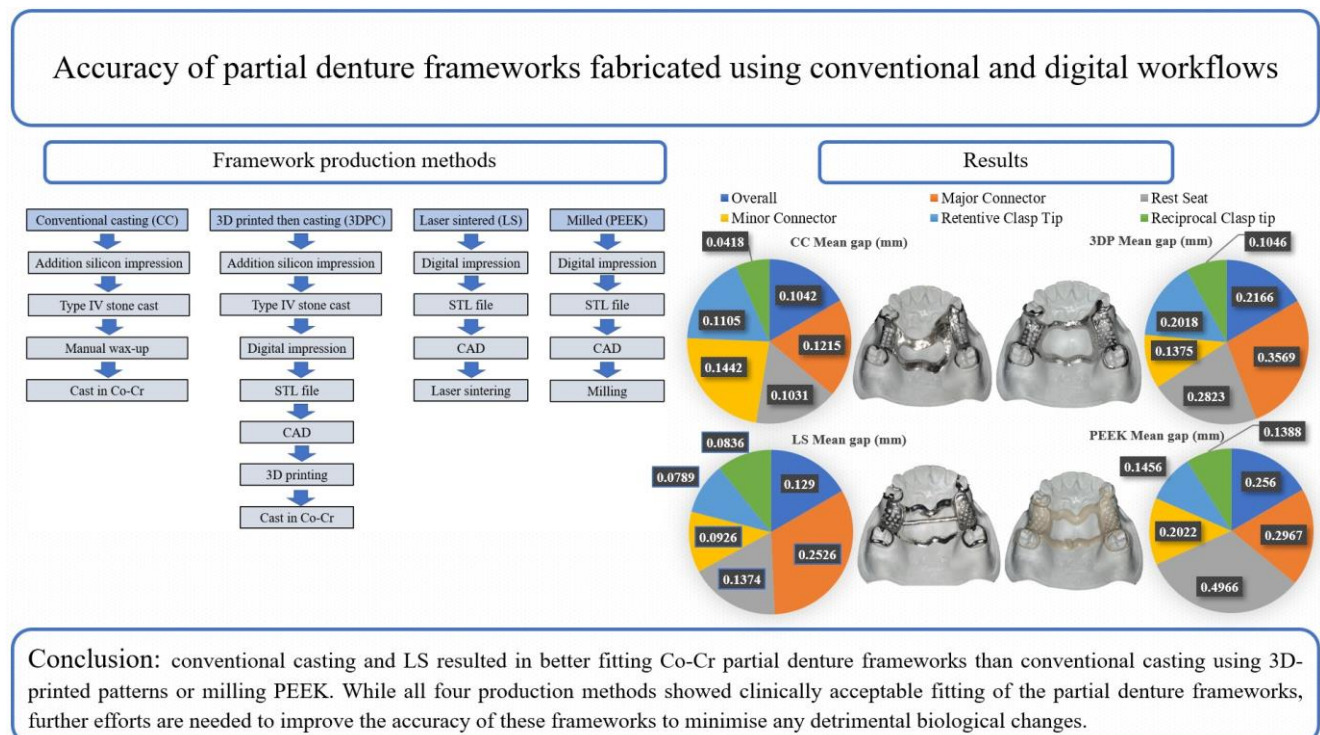 Accuracy of partial denture frameworks fabricated using conventional and digital workflows
Framework production methods
Conventional casting (CC)
Addition silicon impression
Type IV stone cast
Manual wax-up
Cast in Co-Cr
3D printed then casting (3DPC)
Addition silicon impression
Type IV stone cast
Digital impression
STL file
CAD
3D printing
Cast in Co-Cr
Laser sintered (LS)
Digital impression
STL file
CAD
Laser sintering
Milled (PEEK)
Digital impression
STL file
CAD
Milling
Results
Overall
Major Connector
Rest Seat
Minor Connector
Retentive Clasp Tip
Reciprocal Clasp tip
CC Mean gap (mm)
0.0418
0.1042
0.1105
0.1215
0.1442
0.1031
3DP Mean gap (mm)
0.1046
0.2166
0.2018
0.1375
0.3569
0.2823
LS Mean gap (mm)
0.0836
0.0789
0.129
0.0926
0.2526
0.1374
PEEK Mean gap (mm)
0.1388
0.1456
0.256
0.2022
0.2967
0.4966
Conclusion: conventional casting and LS resulted in better fitting Co-Cr partial denture frameworks than conventional casting using 3D-
printed patterns or milling PEEK. While all four production methods showed clinically acceptable fitting of the partial denture frameworks,
further efforts are needed to improve the accuracy of these frameworks to minimise any detrimental biological changes.